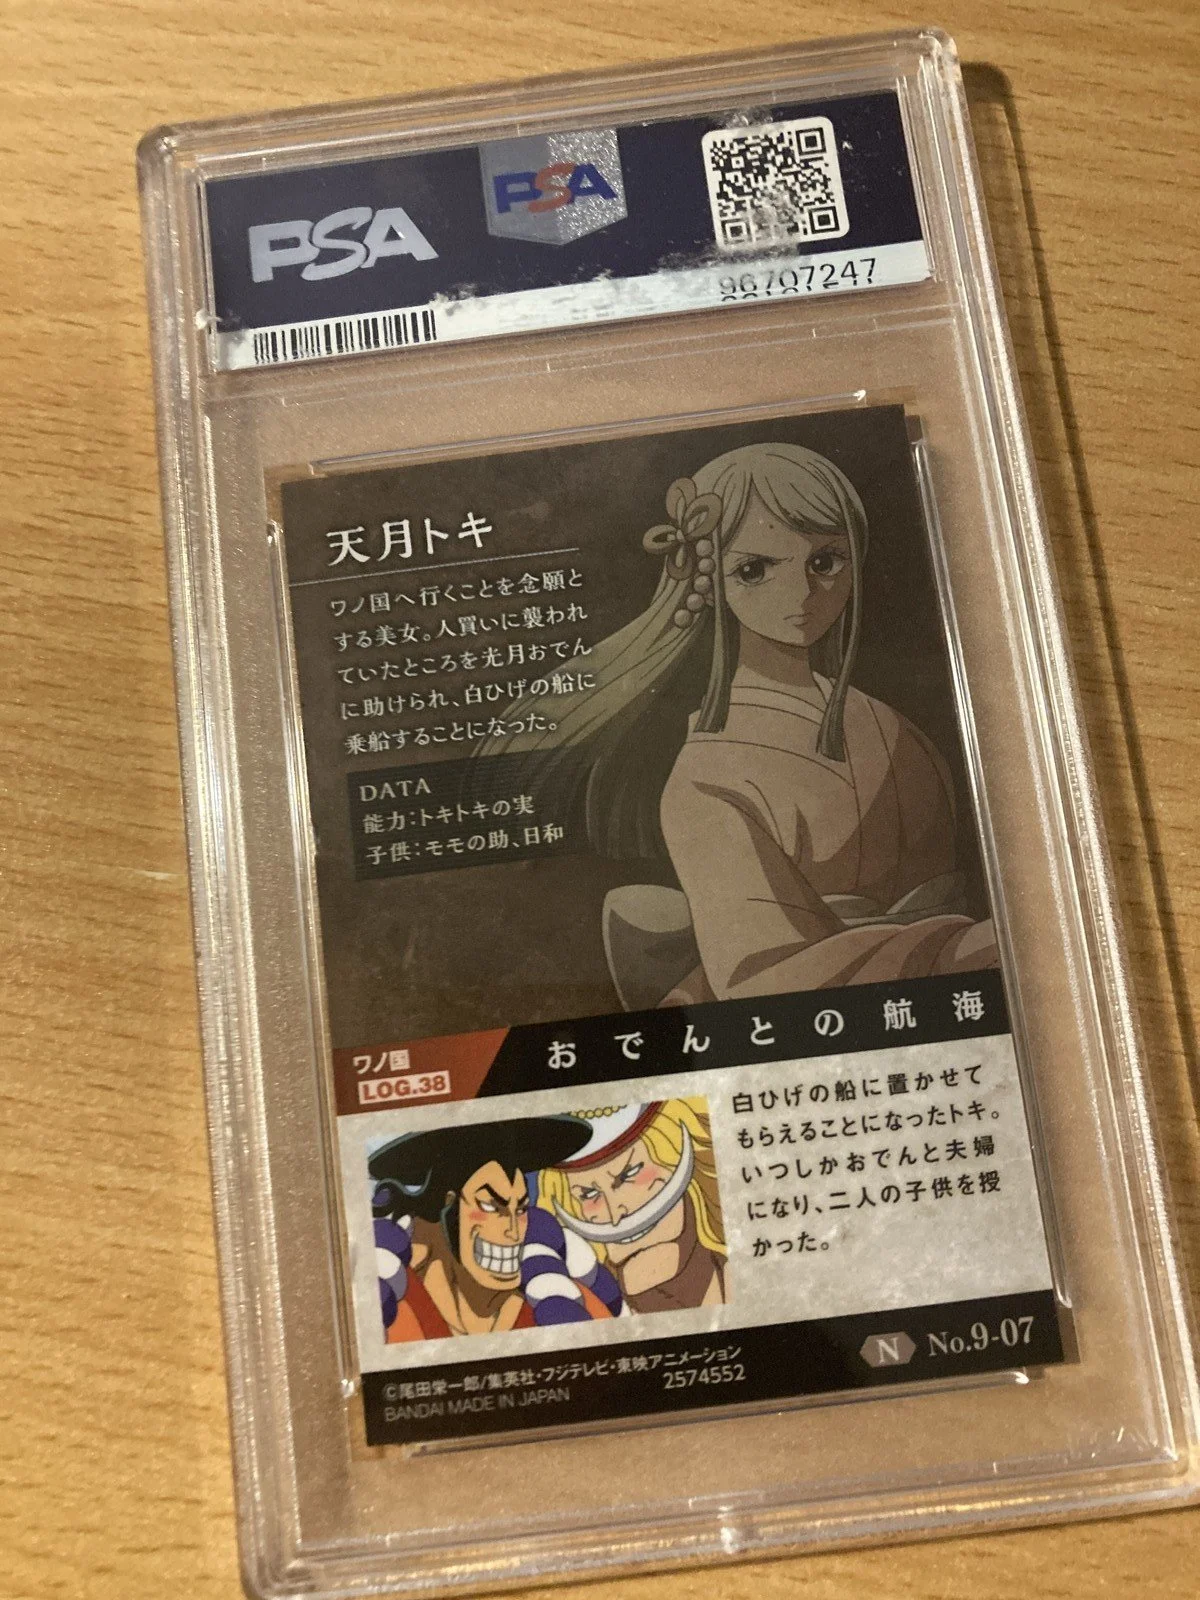 PSA
PSA
96707247
天月トキ
ワノ国へ行くことを念願と
する美女。人買いに襲われ
ていたところを光月おでん
に助けられ、白ひげの船に
乗船することになった。
DATA
能力:トキトキの実
子供:モモの助、日和
おでんとの航海
ワノ国
LOG.38
白ひげの船に置かせて
もらえることになったトキ。
いつしかおでんと夫婦
になり、二人の子供を授
かった。
©尾田栄一郎/集英社・フジテレビ・東映アニメーション
BANDAI MADE IN JAPAN
2574552
N No.9-07